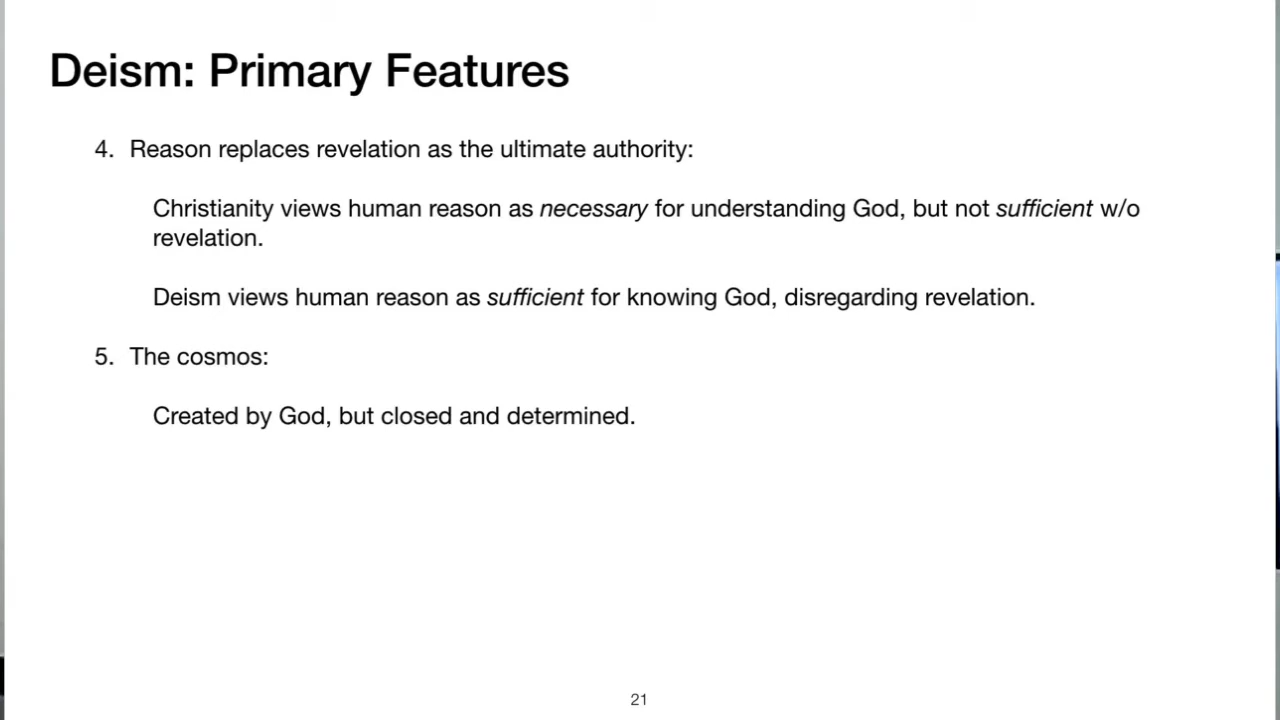 Deism: Primary Features
4. Reason replaces revelation as the ultimate authority:
Christianity views human reason as necessary for understanding God, but not sufficient w/o
revelation.
Deism views human reason as sufficient for knowing God, disregarding revelation.
5. The cosmos:
Created by God, but closed and determined.
21